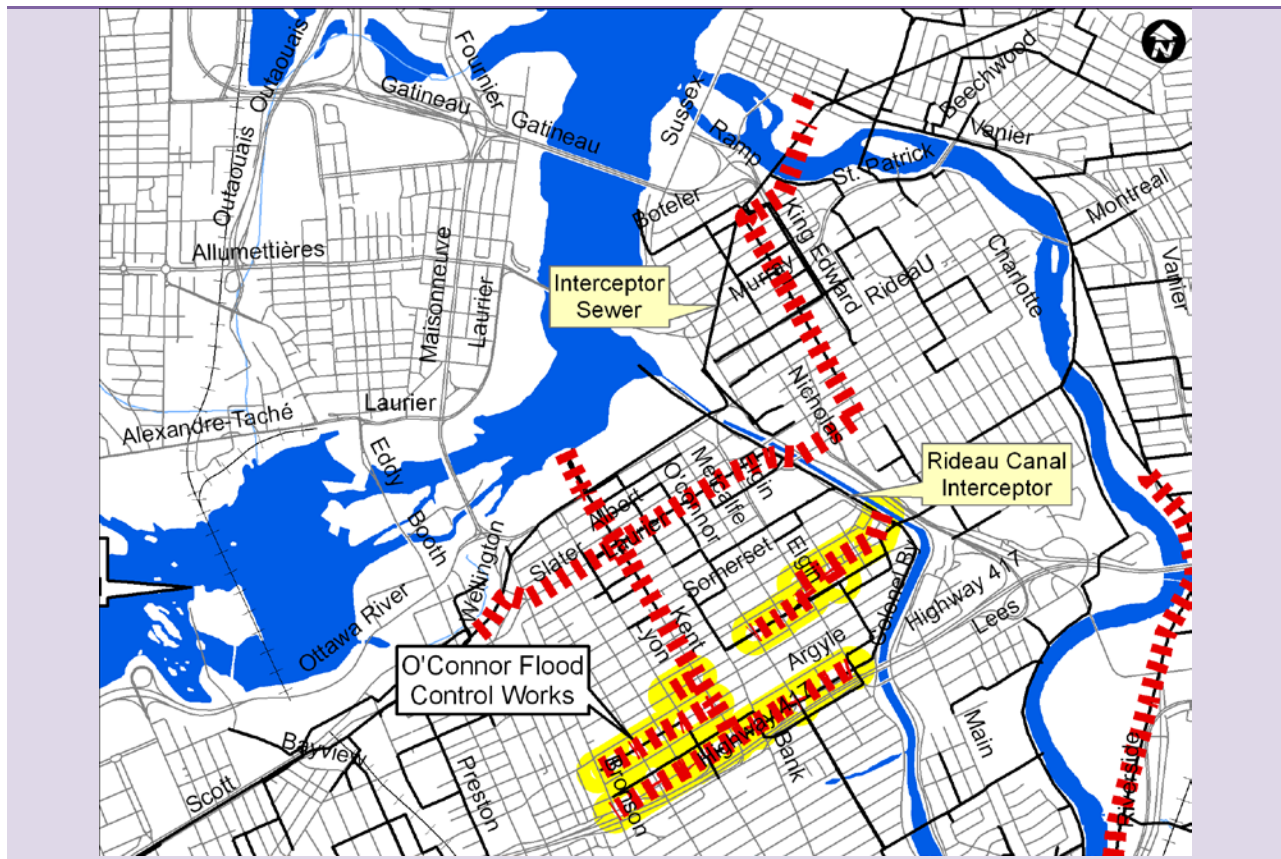 N
Outaouais
Fournier
Gatineau
Gatineau
Sussex
Ramp
Beechwood
Vanier
St. Patrick
Outaouais
Boteler
King Edward
Montreal
Allumettières
Maisonneuve
Laurier
Interceptor
Sewer
Murray
Rideau
Charlotte
Vanier
Nicholas
Laurier
Alexandre-Taché
Eddy
Booth
Wellington
Slater
Albert
Laurier
O'connor
Metcalfe
Elgin
Rideau Canal
Interceptor
Somerset
Elgin
Colonel By
Highway 417
Lees
Ottawa River
Lyon
Kent
Argyle
O'Connor Flood
Control Works
Highway 417
Bank
Main
Bayview
Scott
Preston
Bronson
Riverside